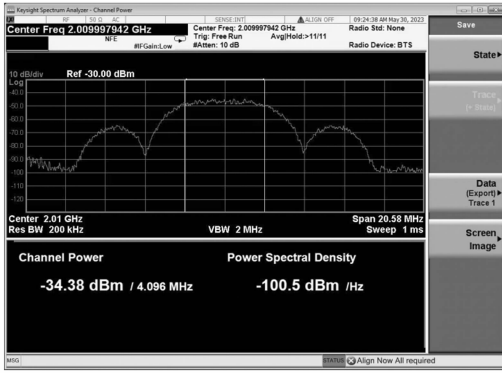 Keysight Spectrum Analyzer - Channel Power
RF 50 Ω AC SENSE:INT ALIGN OFF 09:24:38 AM May 30, 2023
Center Freq 2.009997942 GHz Center Freq: 2.009997942 GHz Radio Std: None
NFE Trig: Free Run Avg|Hold:>11/11
#IFGain:Low #Atten: 10 dB Radio Device: BTS
Save
State
Trace
(+ State)
Data
(Export)
Trace 1
Screen
Image
10 dB/div Ref -30.00 dBm
Log
-40.0
-50.0
-60.0
-70.0
-80.0
-90.0
-100
-110
-120
Center 2.01 GHz Span 20.58 MHz
Res BW 200 kHz VBW 2 MHz Sweep 1 ms
Channel Power Power Spectral Density
-34.38 dBm / 4.096 MHz -100.5 dBm /Hz
MSG STATUS Align Now All required